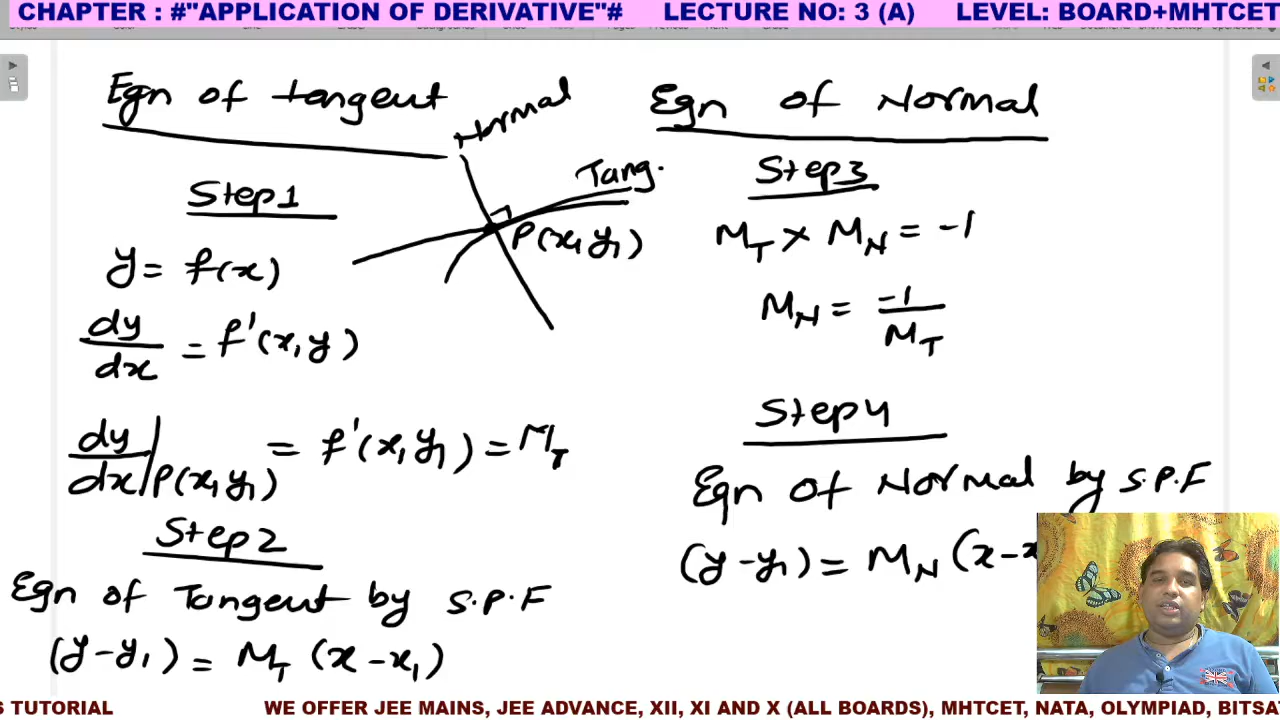 CHAPTER : #"APPLICATION OF DERIVATIVE"# LECTURE NO: 3 (A) LEVEL: BOARD+MHTCET
Eqn of tangent
Normal
Tang.
P(x1 y1)
Step1
y = f(x)
dy/dx = f'(x, y)
dy/dx|P(x1 y1) = f'(x1 y1) = MT
Step2
Eqn of Tangent by S.P.F
(y - y1) = MT (x - x1)
Eqn of Normal
Step3
MT × MN = -1
MN = -1/MT
Step4
Eqn of Normal by S.P.F
(y - y1) = MN (x - x
S TUTORIAL WE OFFER JEE MAINS, JEE ADVANCE, XII, XI AND X (ALL BOARDS), MHTCET, NATA, OLYMPIAD, BITSA